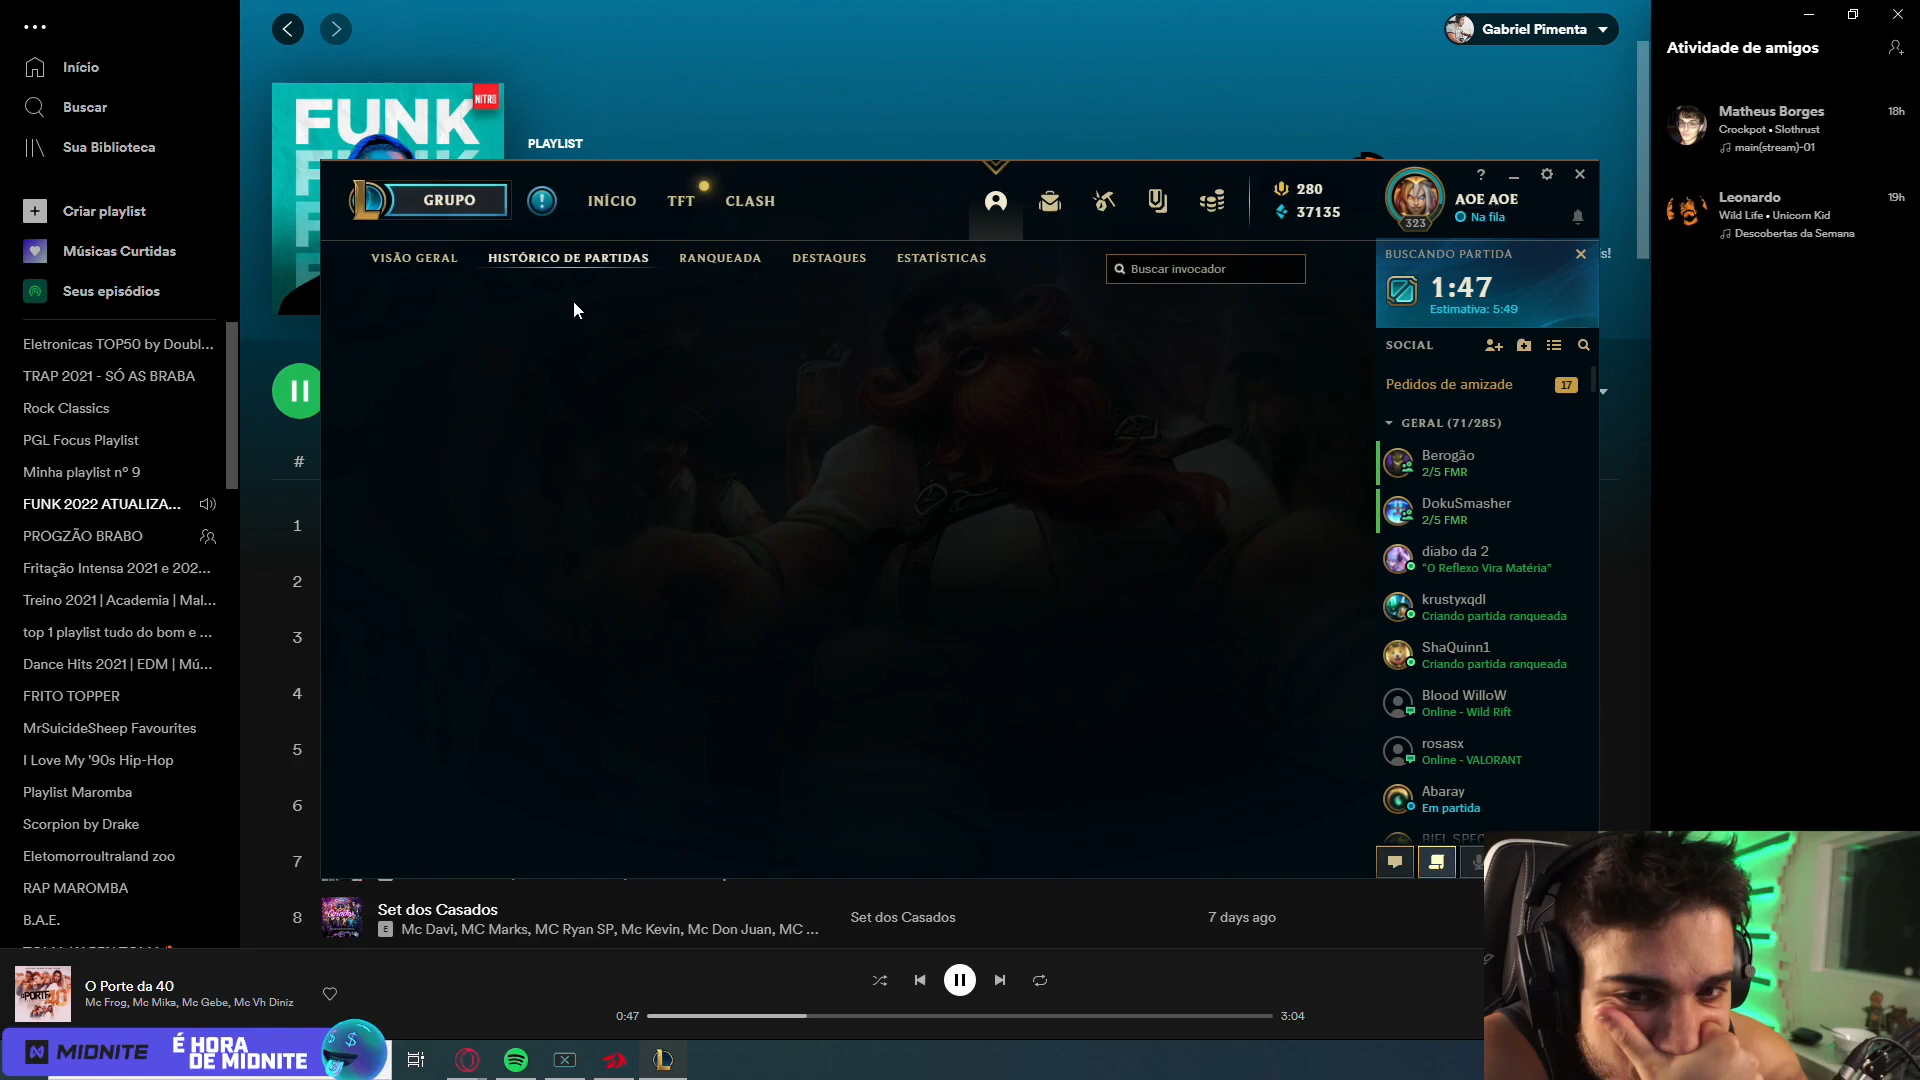 Início
Buscar
Sua Biblioteca
Criar playlist
Músicas Curtidas
Seus episódios
Eletronicas TOP50 by Doubl...
TRAP 2021 - SÓ AS BRABA
Rock Classics
PGL Focus Playlist
Minha playlist nº 9
FUNK 2022 ATUALIZA...
PROGZÃO BRABO
Fritação Intensa 2021 e 202...
Treino 2021 | Academia | Mal...
top 1 playlist tudo do bom e ...
Dance Hits 2021 | EDM | Mú...
FRITO TOPPER
MrSuicideSheep Favourites
I Love My '90s Hip-Hop
Playlist Maromba
Scorpion by Drake
Eletomorroultraland zoo
RAP MAROMBA
B.A.E.
FUNK
NITRO
PLAYLIST
Gabriel Pimenta
Atividade de amigos
Matheus Borges
18h
Crockpot • Slothrust
main(stream)-01
Leonardo
19h
Wild Life • Unicorn Kid
Descobertas da Semana
GRUPO
INÍCIO
TFT
CLASH
280
37135
323
AOE AOE
Na fila
VISÃO GERAL
HISTÓRICO DE PARTIDAS
RANQUEADA
DESTAQUES
ESTATÍSTICAS
Buscar invocador
BUSCANDO PARTIDA
1:47
Estimativa: 5:49
s!
SOCIAL
Pedidos de amizade
17
GERAL (71/285)
Berogão
2/5 FMR
DokuSmasher
2/5 FMR
diabo da 2
"O Reflexo Vira Matéria"
krustyxqdl
Criando partida ranqueada
ShaQuinn1
Criando partida ranqueada
Blood WilloW
Online - Wild Rift
rosasx
Online - VALORANT
Abaray
Em partida
BIEL SPEC
#
1
2
3
4
5
6
7
8
Set dos Casados
E Mc Davi, MC Marks, MC Ryan SP, Mc Kevin, Mc Don Juan, MC ...
Set dos Casados
7 days ago
O Porte da 40
Mc Frog, Mc Mika, Mc Gebe, Mc Vh Diniz
0:47
3:04
MIDNITE
É HORA
DE MIDNITE